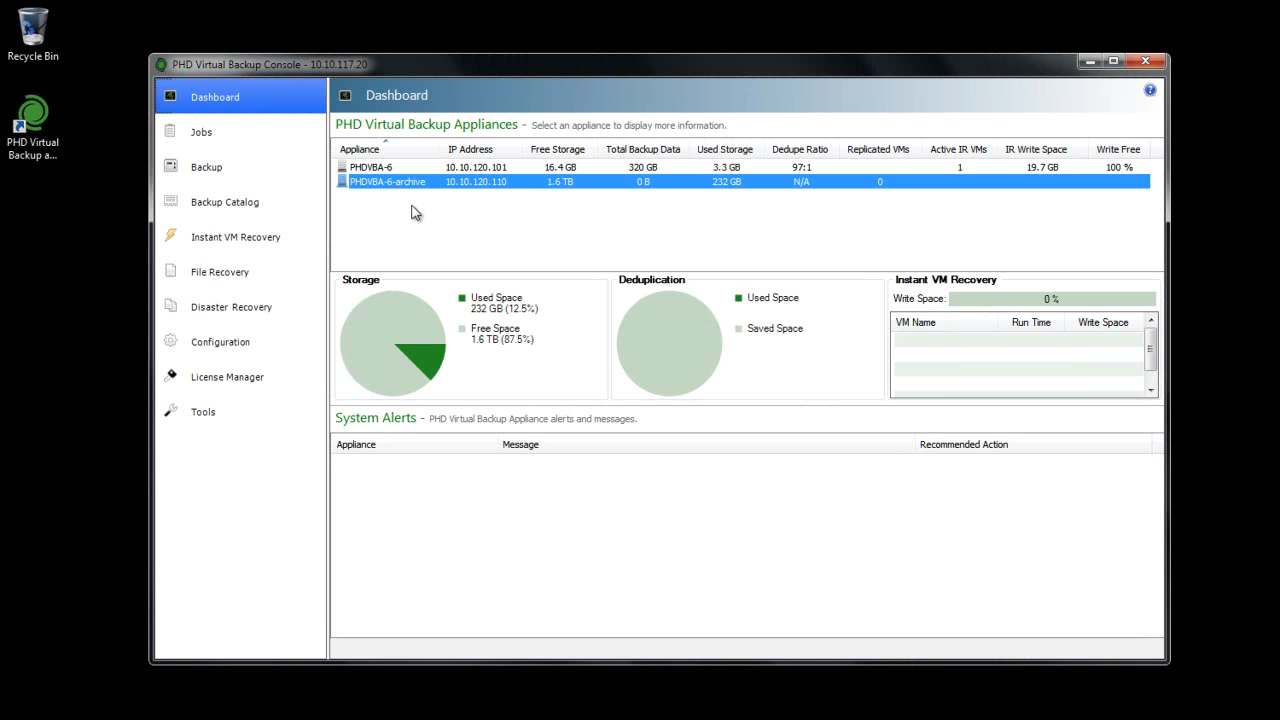 Recycle Bin
PHD Virtual
Backup a...
PHD Virtual Backup Console - 10.10.117.20
Dashboard
Jobs
Backup
Backup Catalog
Instant VM Recovery
File Recovery
Disaster Recovery
Configuration
License Manager
Tools
Dashboard
PHD Virtual Backup Appliances - Select an appliance to display more information.
Appliance IP Address Free Storage Total Backup Data Used Storage Dedupe Ratio Replicated VMs Active IR VMs IR Write Space Write Free
PHDVBA-6 10.10.120.101 16.4 GB 320 GB 3.3 GB 97:1 1 19.7 GB 100 %
PHDVBA-6-archive 10.10.120.110 1.6 TB 0 B 232 GB N/A 0
Storage
Used Space
232 GB (12.5%)
Free Space
1.6 TB (87.5%)
Deduplication
Used Space
Saved Space
Instant VM Recovery
Write Space: 0 %
VM Name Run Time Write Space
System Alerts - PHD Virtual Backup Appliance alerts and messages.
Appliance Message Recommended Action